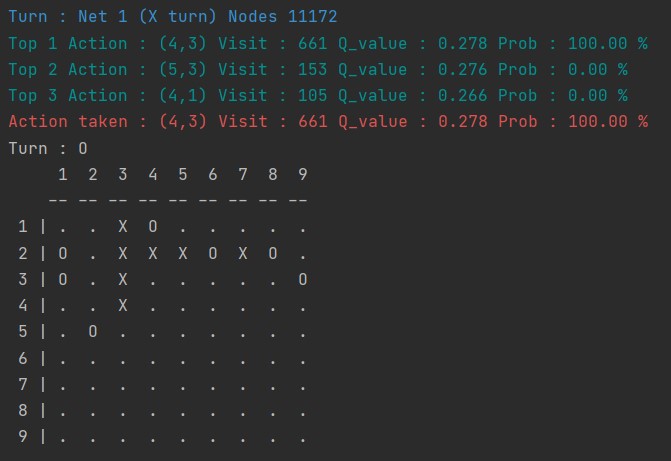 Turn : Net 1 (X turn) Nodes 11172
Top 1 Action : (4,3) Visit : 661 Q_value : 0.278 Prob : 100.00 %
Top 2 Action : (5,3) Visit : 153 Q_value : 0.276 Prob : 0.00 %
Top 3 Action : (4,1) Visit : 105 Q_value : 0.266 Prob : 0.00 %
Action taken : (4,3) Visit : 661 Q_value : 0.278 Prob : 100.00 %
Turn : O
     1  2  3  4  5  6  7  8  9
    -- -- -- -- -- -- -- -- --
 1 | .  .  X  O  .  .  .  .  .
 2 | O  .  X  X  X  O  X  O  .
 3 | O  .  X  .  .  .  .  .  O
 4 | .  .  X  .  .  .  .  .  .
 5 | .  O  .  .  .  .  .  .  .
 6 | .  .  .  .  .  .  .  .  .
 7 | .  .  .  .  .  .  .  .  .
 8 | .  .  .  .  .  .  .  .  .
 9 | .  .  .  .  .  .  .  .  .